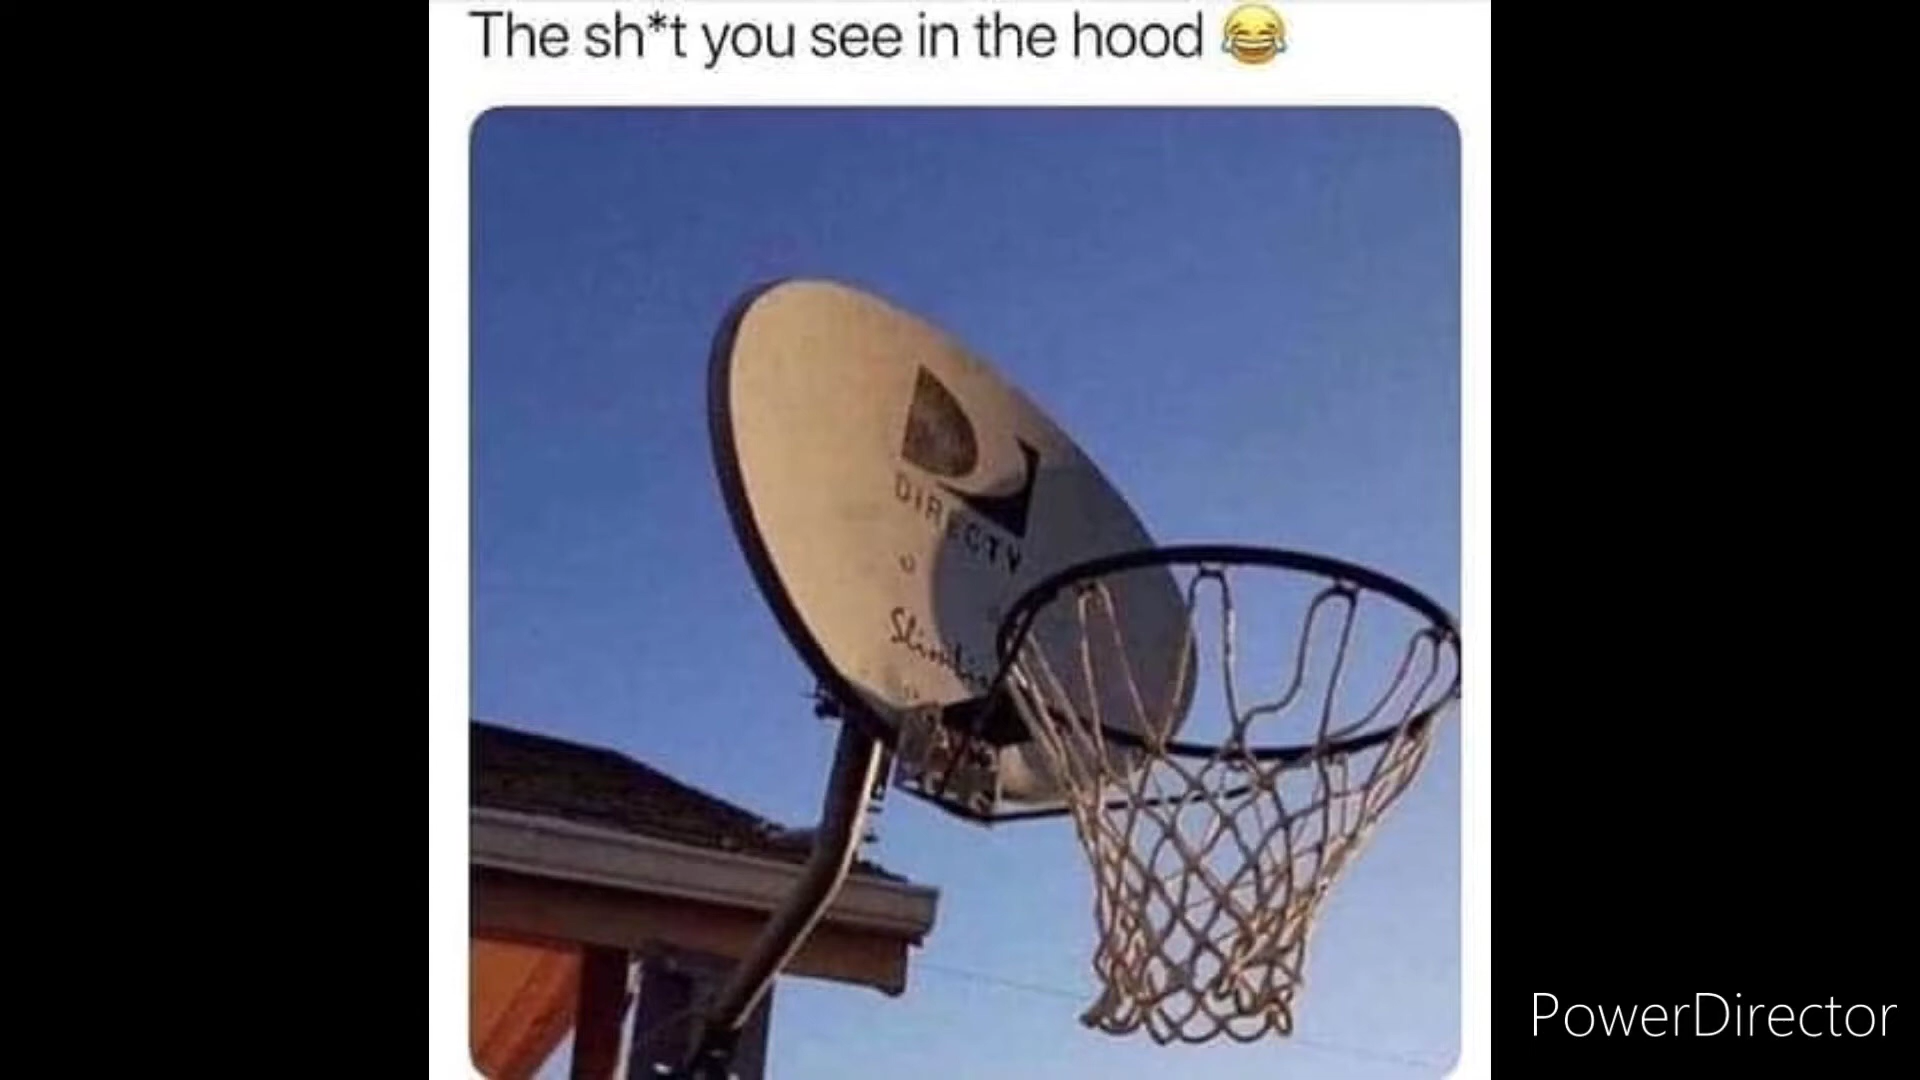 The sh*t you see in the hood 😂
DIRECTV
PowerDirector